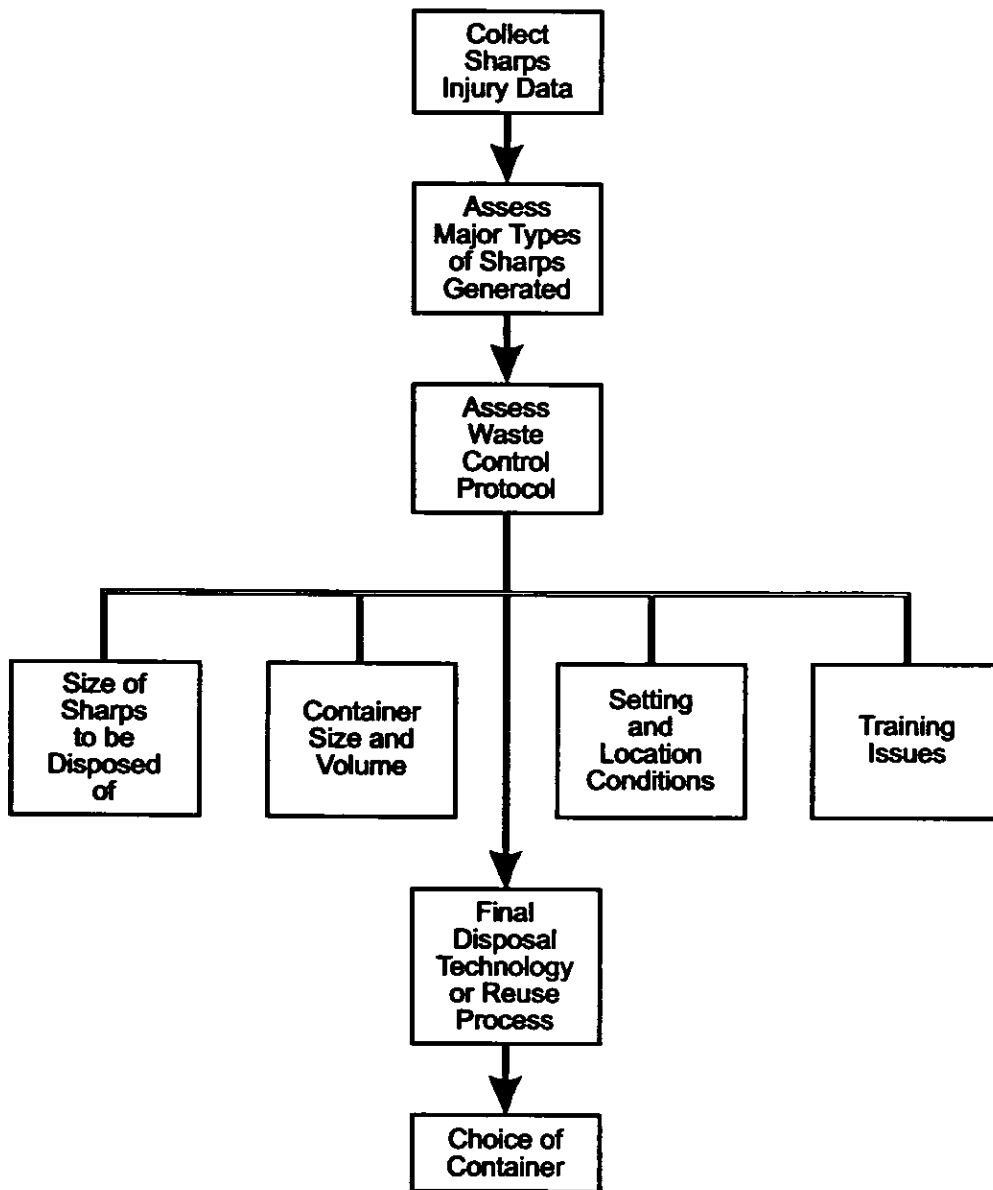 Collect
Sharps
Injury Data
Assess
Major Types
of Sharps
Generated
Assess
Waste
Control
Protocol
Size of
Sharps
to be
Disposed
of
Container
Size and
Volume
Setting
and
Location
Conditions
Training
Issues
Final
Disposal
Technology
or Reuse
Process
Choice of
Container